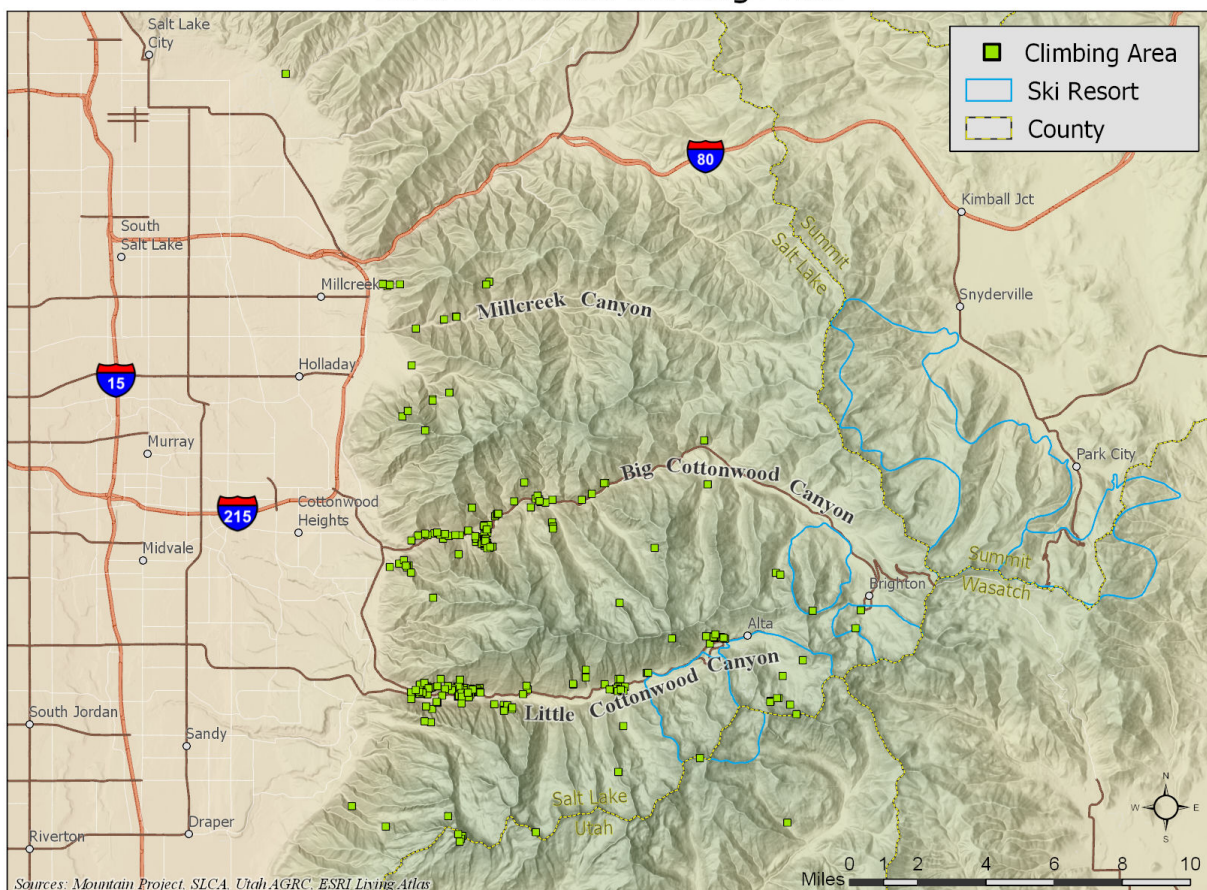 Salt Lake
City
Climbing Area
Ski Resort
County
80
Kimball Jct
South
Salt Lake
Summit
Salt Lake
Millcreek
Millcreek Canyon
Snyderville
15
Holladay
Murray
Park City
Big Cottonwood Canyon
215
Cottonwood
Heights
Midvale
Summit
Wasatch
Brighton
Alta
Little Cottonwood Canyon
South Jordan
Sandy
Salt Lake
Utah
N
W
E
S
Draper
Riverton
0 2 4 6 8 10
Miles
Sources: Mountain Project, SLCA, Utah AGRC, ESRI Living Atlas